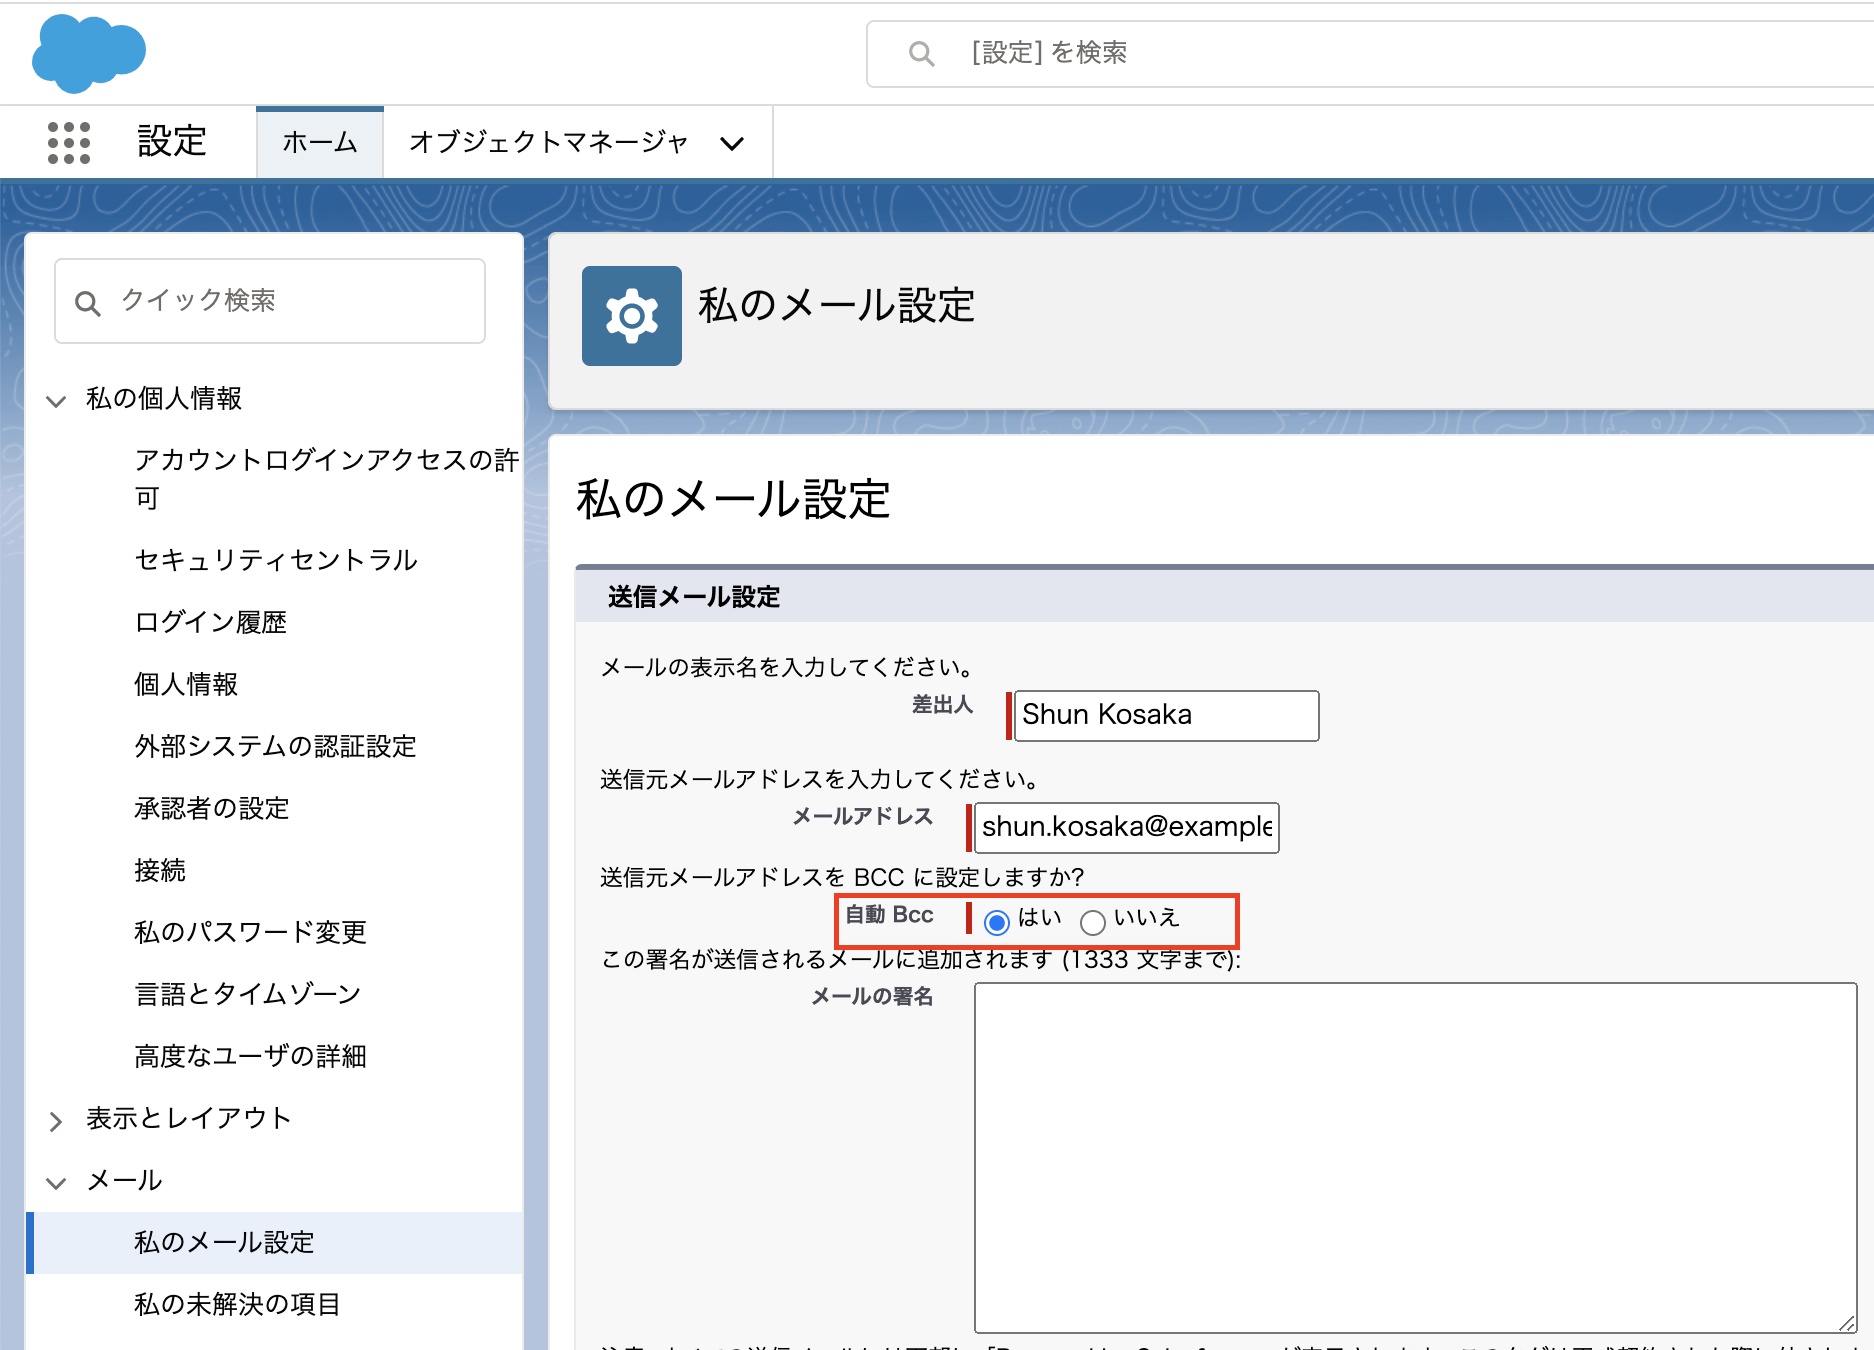 [設定] を検索
設定
ホーム
オブジェクトマネージャ
クイック検索
私の個人情報
アカウントログインアクセスの許
可
セキュリティセントラル
ログイン履歴
個人情報
外部システムの認証設定
承認者の設定
接続
私のパスワード変更
言語とタイムゾーン
高度なユーザの詳細
表示とレイアウト
メール
私のメール設定
私の未解決の項目
私のメール設定
私のメール設定
送信メール設定
メールの表示名を入力してください。
差出人 Shun Kosaka
送信元メールアドレスを入力してください。
メールアドレス shun.kosaka@example
送信元メールアドレスを BCC に設定しますか?
自動 Bcc はい いいえ
この署名が送信されるメールに追加されます (1333 文字まで):
メールの署名